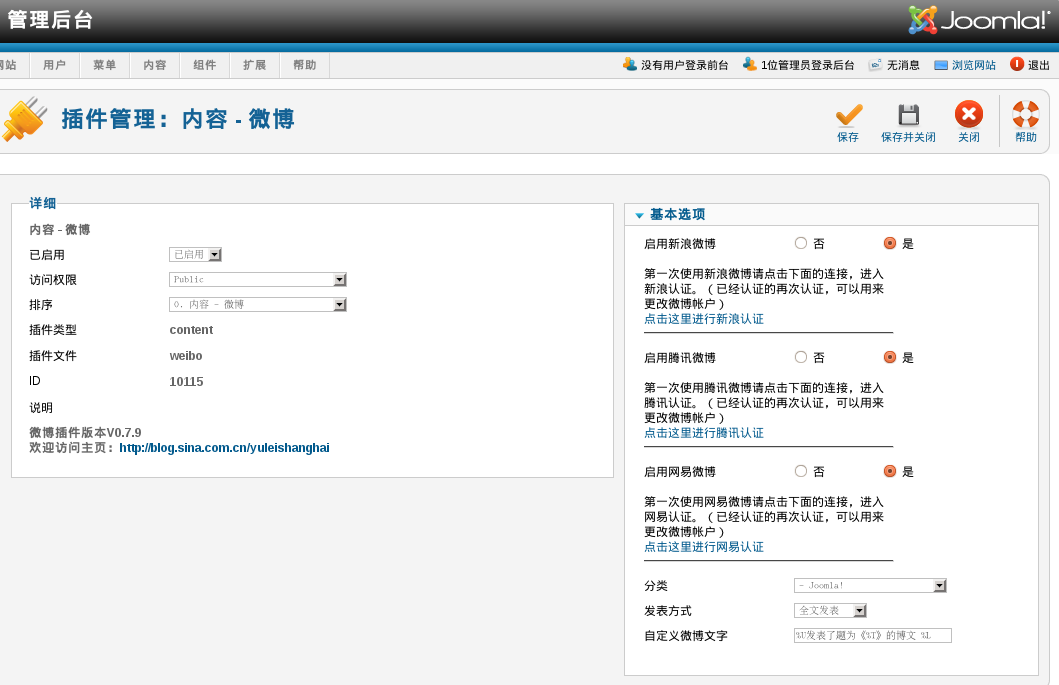 管理后台
Joomla!
网站 用户 菜单 内容 组件 扩展 帮助 没有用户登录前台 1位管理员登录后台 无消息 浏览网站 退出
插件管理：内容 - 微博
保存 保存并关闭 关闭 帮助
详细
内容 - 微博
已启用 已启用
访问权限 Public
排序 0. 内容 - 微博
插件类型 content
插件文件 weibo
ID 10115
说明
微博插件版本V0.7.9
欢迎访问主页：http://blog.sina.com.cn/yuleishanghai
基本选项
启用新浪微博 否 是
第一次使用新浪微博请点击下面的连接，进入
新浪认证。（已经认证的再次认证，可以用来
更改微博帐户）
点击这里进行新浪认证
启用腾讯微博 否 是
第一次使用腾讯微博请点击下面的连接，进入
腾讯认证。（已经认证的再次认证，可以用来
更改微博帐户）
点击这里进行腾讯认证
启用网易微博 否 是
第一次使用网易微博请点击下面的连接，进入
网易认证。（已经认证的再次认证，可以用来
更改微博帐户）
点击这里进行网易认证
分类 - Joomla!
发表方式 全文发表
自定义微博文字 %U发表了题为《%T》的博文 %L